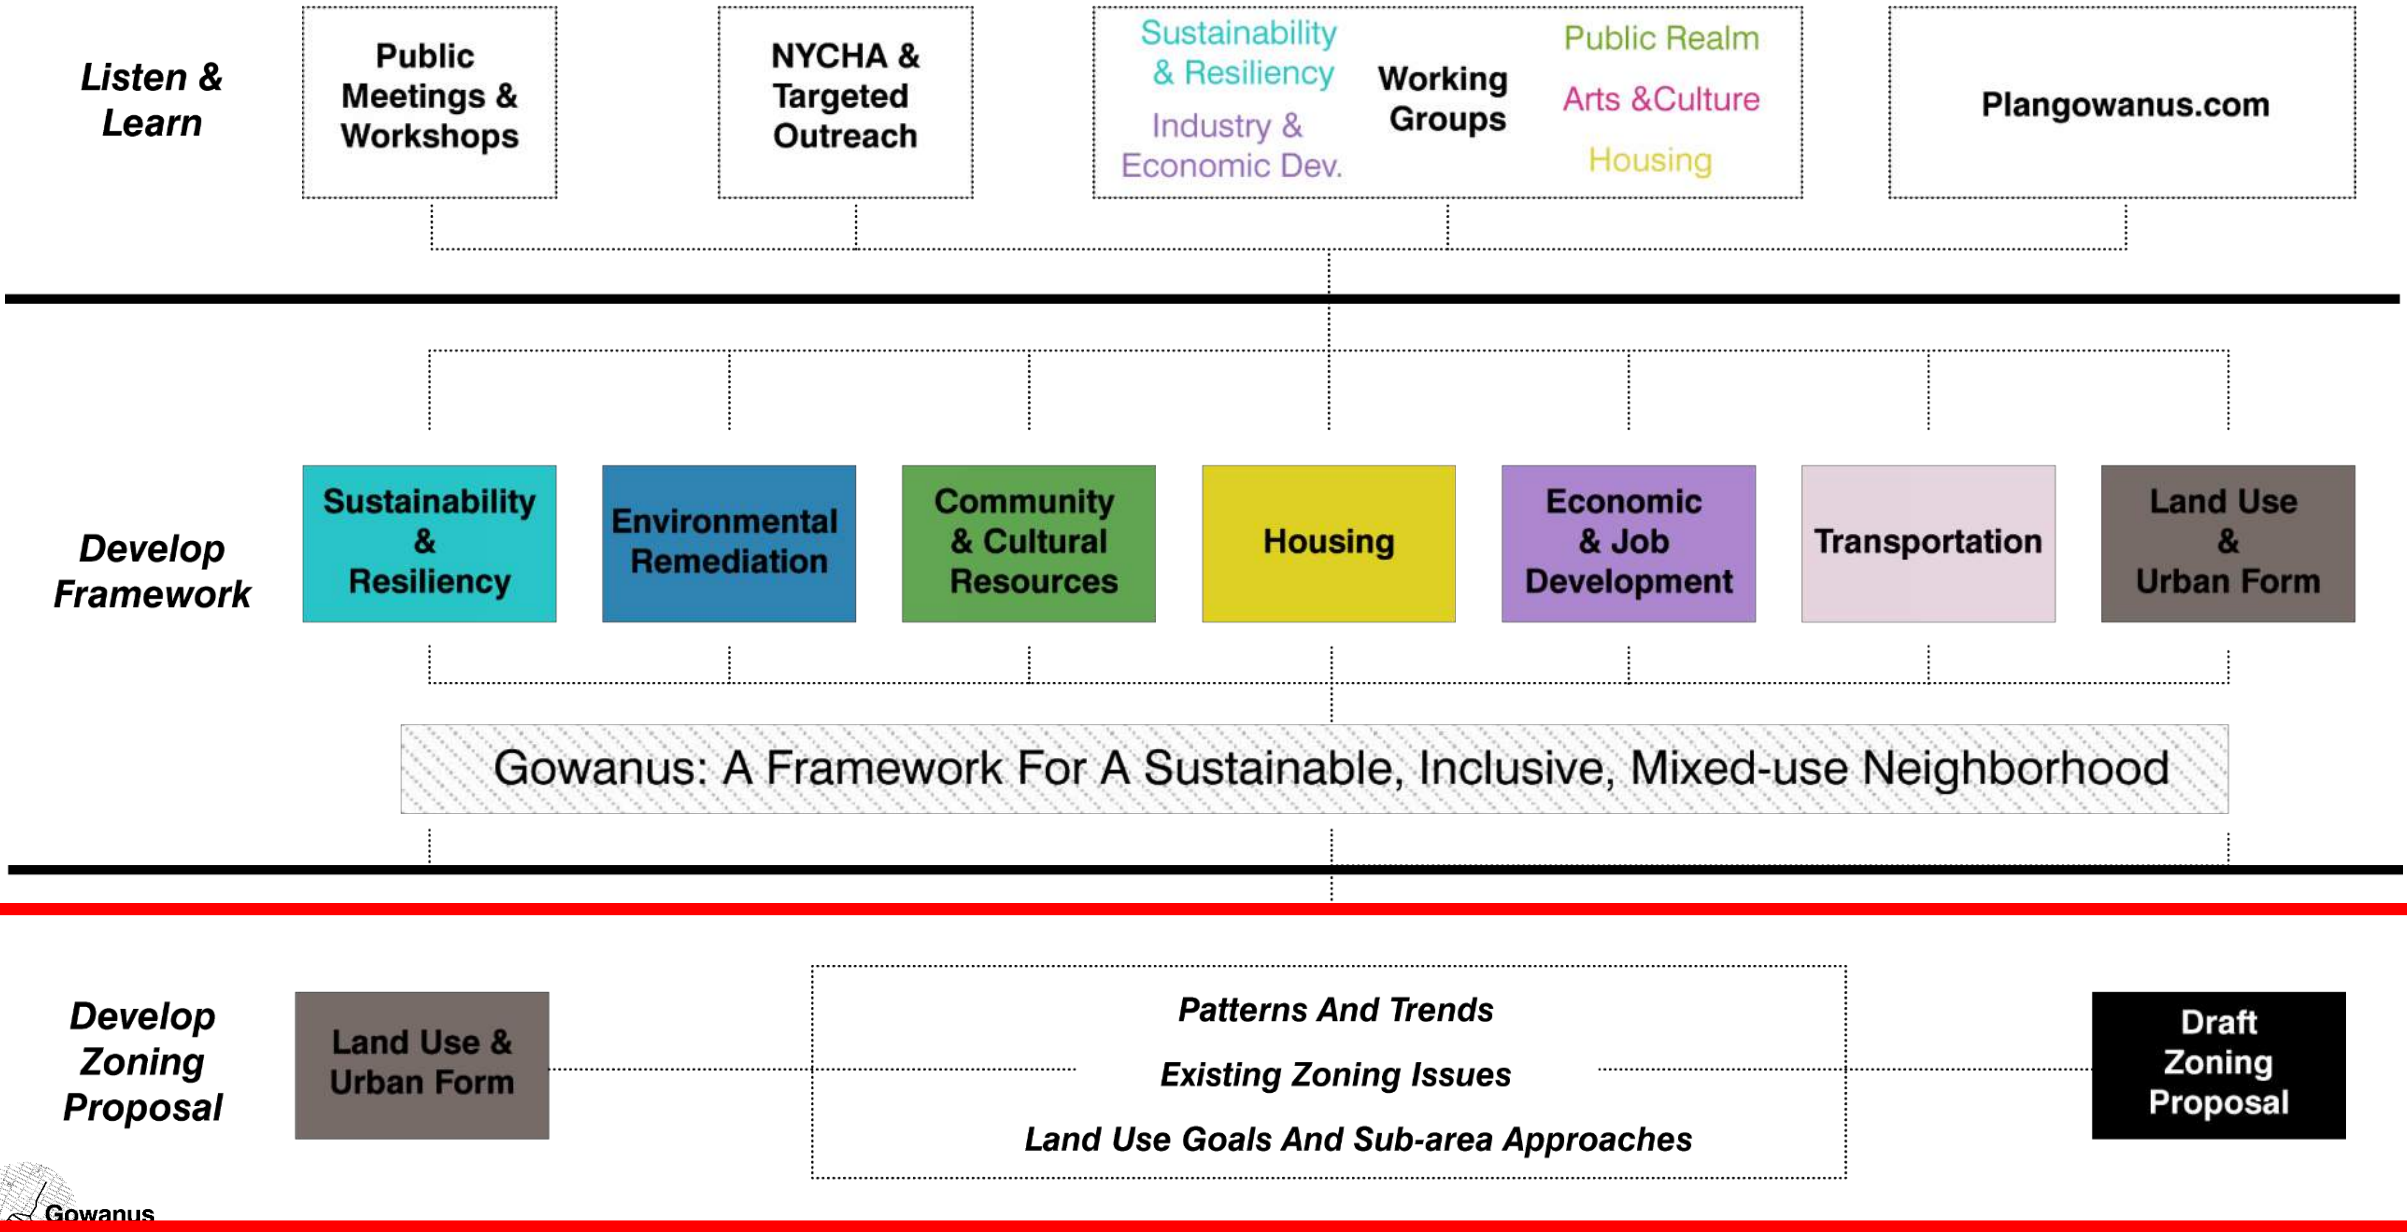 Listen &
Learn
Public
Meetings &
Workshops
NYCHA &
Targeted
Outreach
Sustainability
& Resiliency
Industry &
Economic Dev.
Working
Groups
Public Realm
Arts &Culture
Housing
Plangowanus.com
Develop
Framework
Sustainability
&
Resiliency
Environmental
Remediation
Community
& Cultural
Resources
Housing
Economic
& Job
Development
Transportation
Land Use
&
Urban Form
Gowanus: A Framework For A Sustainable, Inclusive, Mixed-use Neighborhood
Develop
Zoning
Proposal
Land Use &
Urban Form
Patterns And Trends
Existing Zoning Issues
Land Use Goals And Sub-area Approaches
Draft
Zoning
Proposal
Gowanus